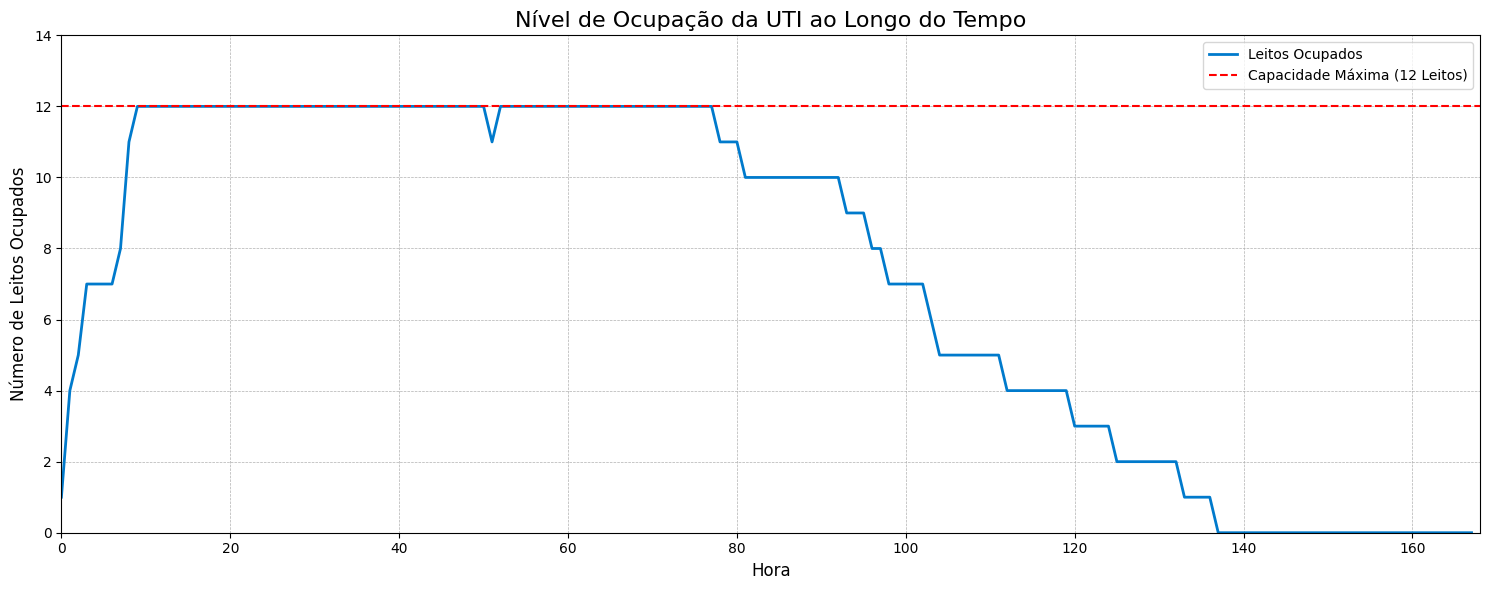 Nível de Ocupação da UTI ao Longo do Tempo
Leitos Ocupados
Capacidade Máxima (12 Leitos)
Número de Leitos Ocupados
14
12
10
8
6
4
2
0
0 20 40 60 80 100 120 140 160
Hora